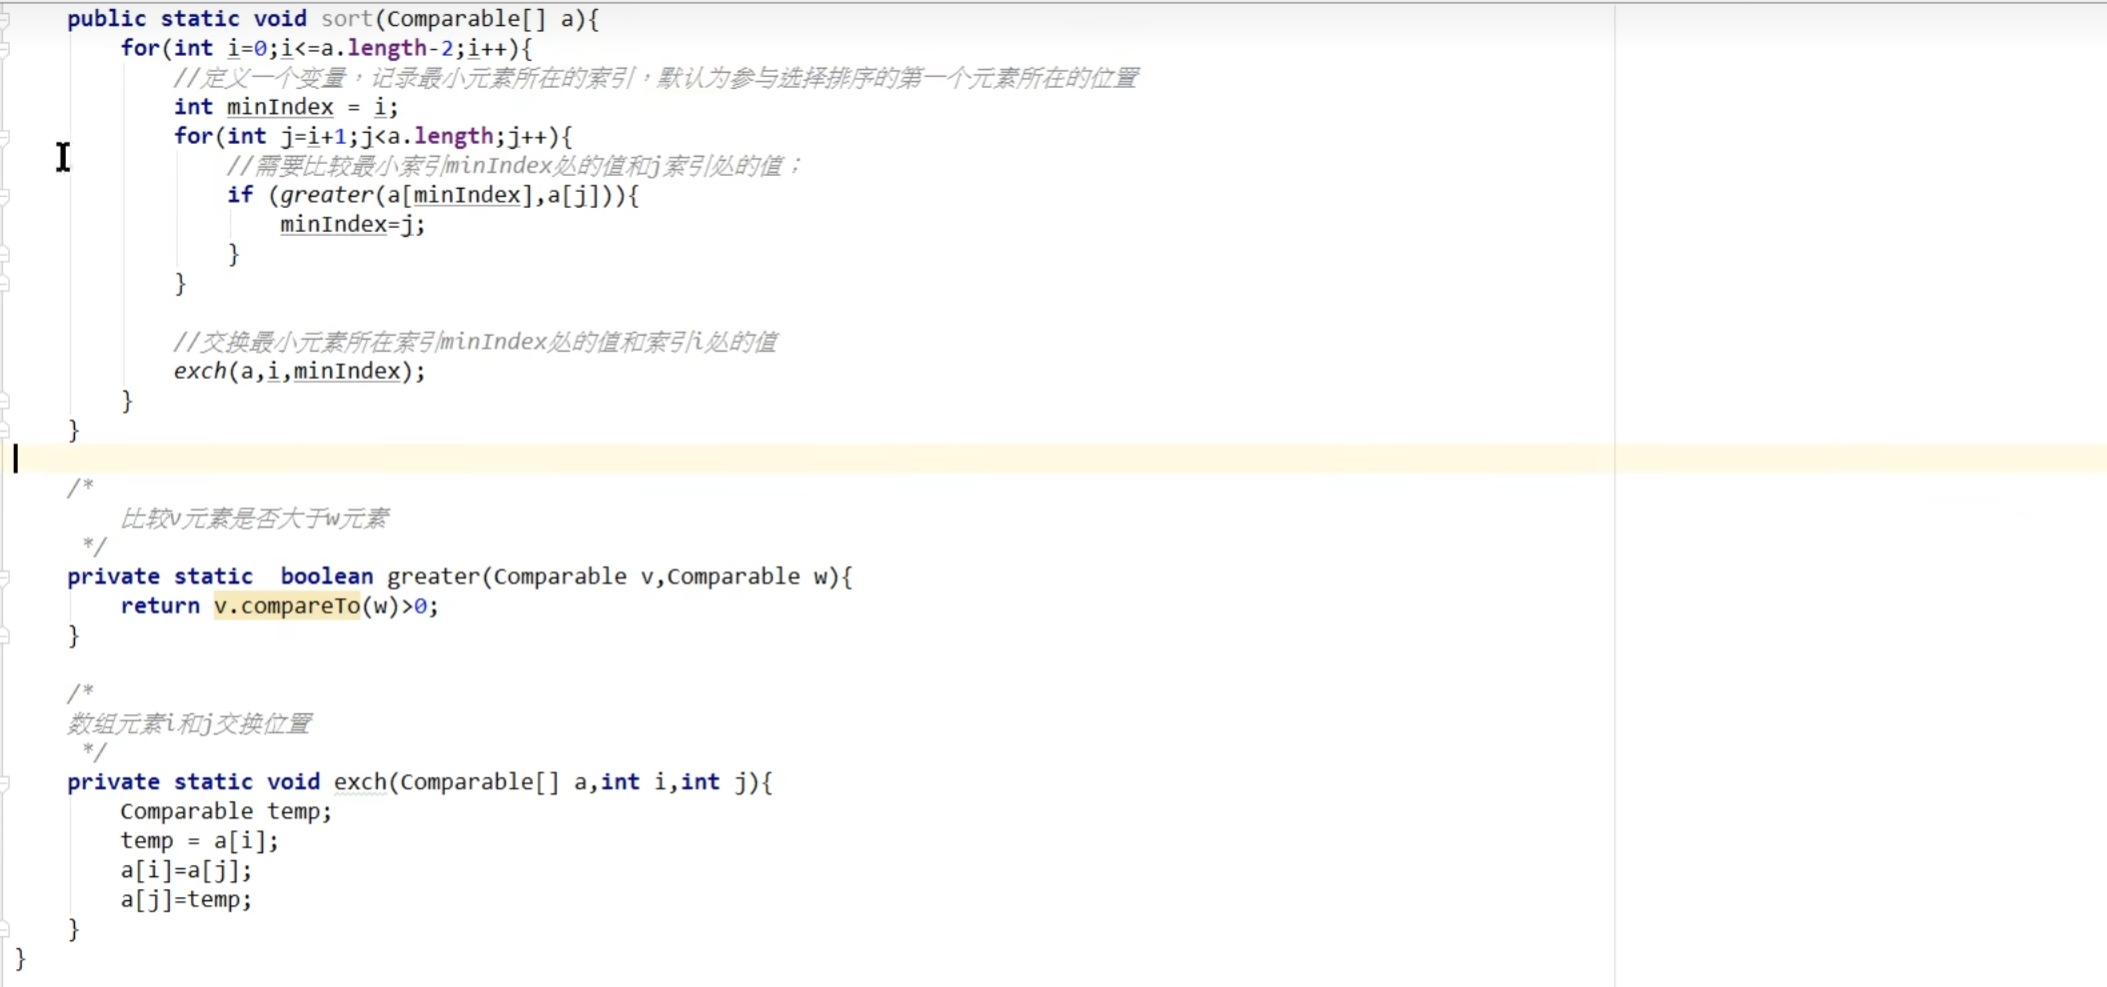 public static void sort(Comparable[] a){
for(int i=0;i<=a.length-2;i++){
//定义一个变量，记录最小元素所在的索引，默认为参与选择排序的第一个元素所在的位置
int minIndex = i;
for(int j=i+1;j<a.length;j++){
//需要比较最小索引minIndex处的值和j索引处的值；
if (greater(a[minIndex],a[j])){
minIndex=j;
}
}
//交换最小元素所在索引minIndex处的值和索引i处的值
exch(a,i,minIndex);
}
}
/*
比较v元素是否大于w元素
*/
private static  boolean greater(Comparable v,Comparable w){
return v.compareTo(w)>0;
}
/*
数组元素i和j交换位置
*/
private static void exch(Comparable[] a,int i,int j){
Comparable temp;
temp = a[i];
a[i]=a[j];
a[j]=temp;
}
}